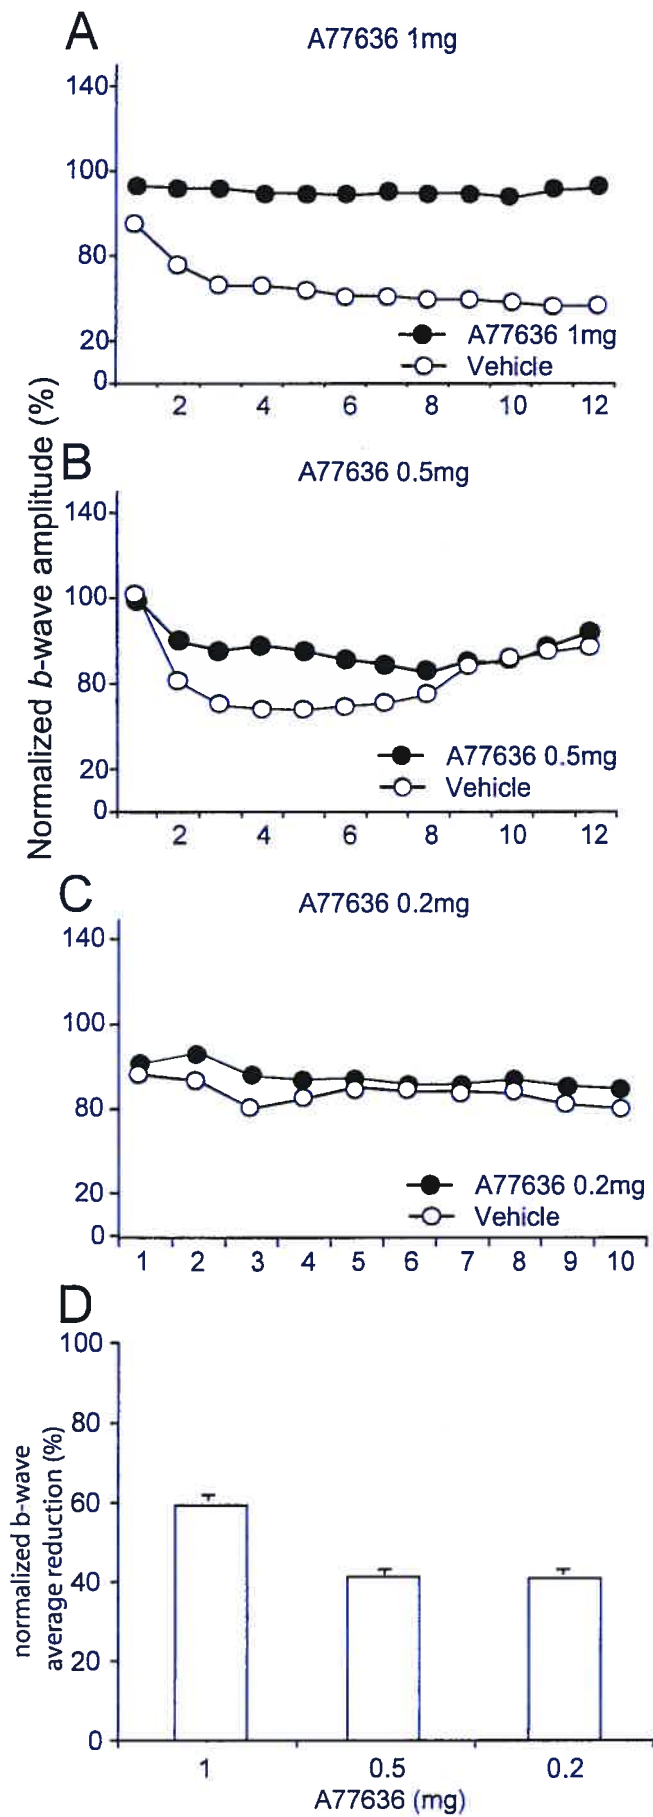 A
A77636 1mg
140
100
80
20
0
A77636 1mg
Vehicle
2 4 6 8 10 12
Normalized b-wave amplitude (%)
B
A77636 0.5mg
140
100
80
20
0
A77636 0.5mg
Vehicle
2 4 6 8 10 12
C
A77636 0.2mg
140
100
80
20
0
A77636 0.2mg
Vehicle
1 2 3 4 5 6 7 8 9 10
D
normalized b-wave
average reduction (%)
100
80
60
40
20
0
1 0.5 0.2
A77636 (mg)